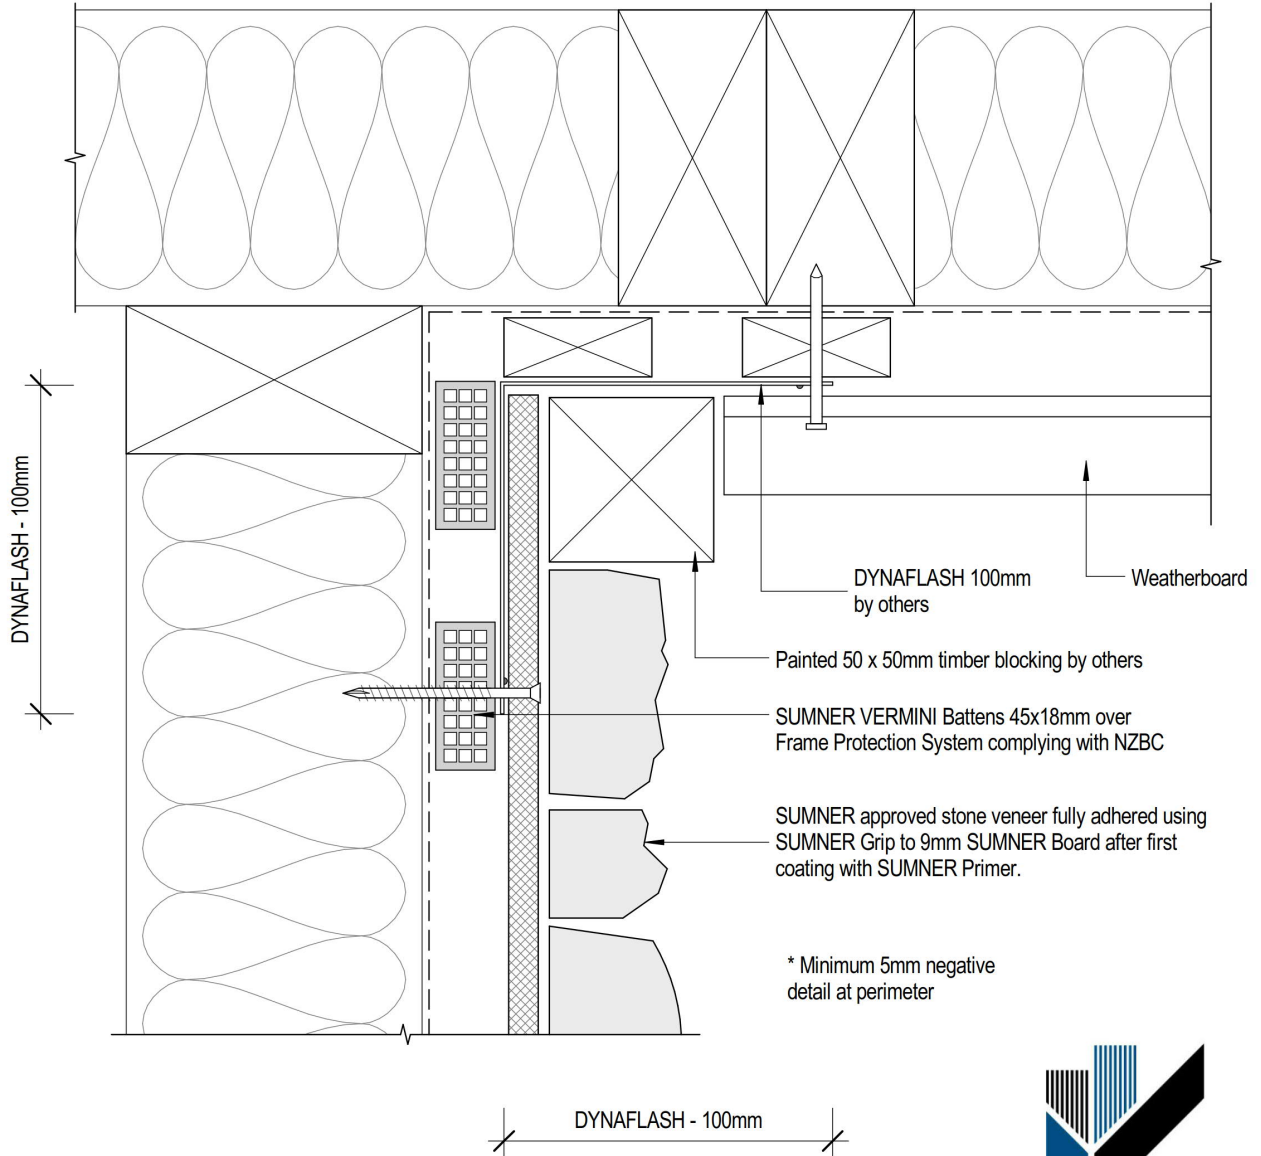 DYNAFLASH - 100mm
DYNAFLASH 100mm
by others
Weatherboard
Painted 50 x 50mm timber blocking by others
SUMNER VERMINI Battens 45x18mm over
Frame Protection System complying with NZBC
SUMNER approved stone veneer fully adhered using
SUMNER Grip to 9mm SUMNER Board after first
coating with SUMNER Primer.
* Minimum 5mm negative
detail at perimeter
DYNAFLASH - 100mm